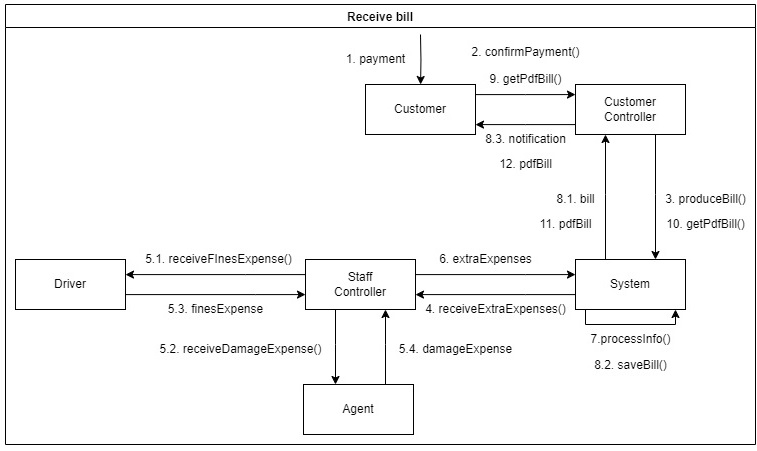 Receive bill
1. payment
2. confirmPayment()
9. getPdfBill()
Customer
Customer
Controller
8.3. notification
12. pdfBill
8.1. bill
11. pdfBill
3. produceBill()
10. getPdfBill()
5.1. receiveFInesExpense()
6. extraExpenses
Driver
Staff
Controller
System
5.3. finesExpense
4. receiveExtraExpenses()
7.processInfo()
8.2. saveBill()
5.2. receiveDamageExpense()
5.4. damageExpense
Agent